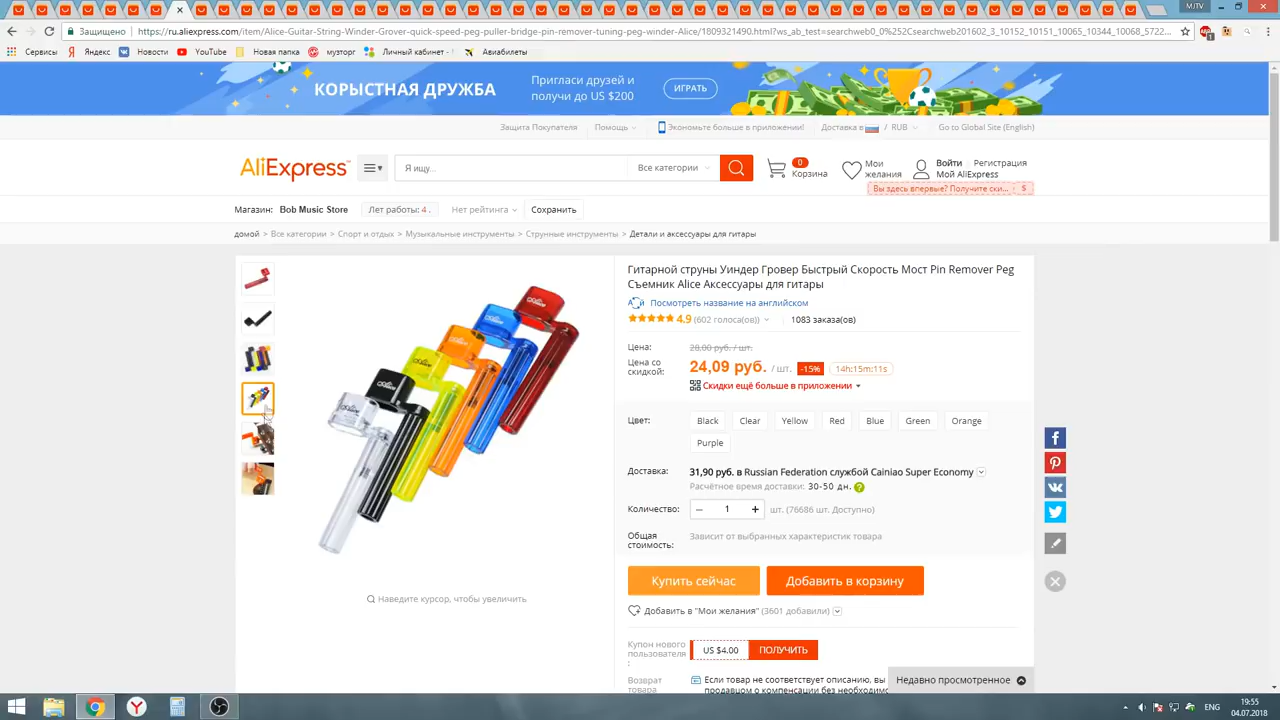 MJTV
Защищено
https://ru.aliexpress.com/item/Alice-Guitar-String-Winder-Grover-quick-speed-peg-puller-bridge-pin-remover-tuning-peg-winder-Alice/1809321490.html?ws_ab_test=searchweb0_0%252Csearchweb201602_3_10152_10151_10065_10344_10068_5722...
Сервисы Яндекс Новости YouTube Новая папка музторг Личный кабинет - Авиабилеты
КОРЫСТНАЯ ДРУЖБА
Пригласи друзей и
получи до US $200
ИГРАТЬ
Защита Покупателя Помощь Экономьте больше в приложении! Доставка в / RUB Go to Global Site (English)
AliExpress
Я ищу...
Все категории
0
Корзина
Мои
желания
Войти Регистрация
Мой AliExpress
Вы здесь впервые? Получите ски... - $
Магазин: Bob Music Store Лет работы: 4 . Нет рейтинга Сохранить
домой > Все категории > Спорт и отдых > Музыкальные инструменты > Струнные инструменты > Детали и аксессуары для гитары
Гитарной струны Уиндер Гровер Быстрый Скорость Мост Pin Remover Peg
Съемник Alice Аксессуары для гитары
Посмотреть название на английском
4.9 (602 голоса(ов)) 1083 заказа(ов)
Цена: 28,00 руб. / шт.
Цена со
скидкой:
24,09 руб. / шт. -15% 14h:15m:11s
Скидки ещё больше в приложении
Цвет: Black Clear Yellow Red Blue Green Orange
Purple
Доставка: 31,90 руб. в Russian Federation службой Cainiao Super Economy
Расчётное время доставки: 30-50 дн. ?
Количество: – 1 + шт. (76686 шт. Доступно)
Общая
стоимость:
Зависит от выбранных характеристик товара
Купить сейчас Добавить в корзину
Наведите курсор, чтобы увеличить
Добавить в "Мои желания" (3601 добавили)
Купон нового
пользователя
:
US $4.00 ПОЛУЧИТЬ
Возврат
товара
Если товар не соответствует описанию, вы
продавцом о компенсации без необходимо
Недавно просмотренное
ENG
19:55
04.07.2018